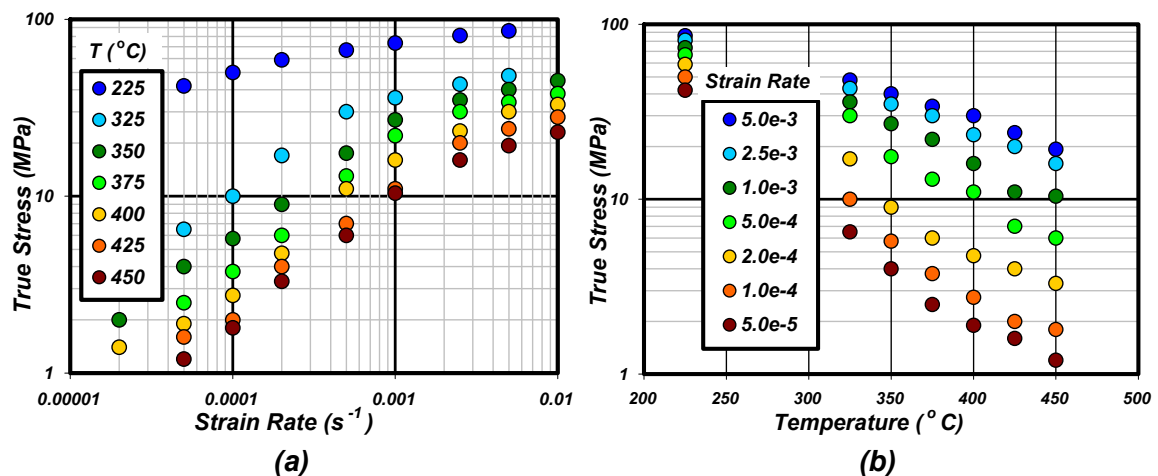 True Stress (MPa)
100
10
1
T (°C)
225
325
350
375
400
425
450
0.00001
0.0001
0.001
0.01
Strain Rate (s⁻¹)
(a)
True Stress (MPa)
100
10
1
Strain Rate
5.0e-3
2.5e-3
1.0e-3
5.0e-4
2.0e-4
1.0e-4
5.0e-5
200 250 300 350 400 450 500
Temperature (° C)
(b)